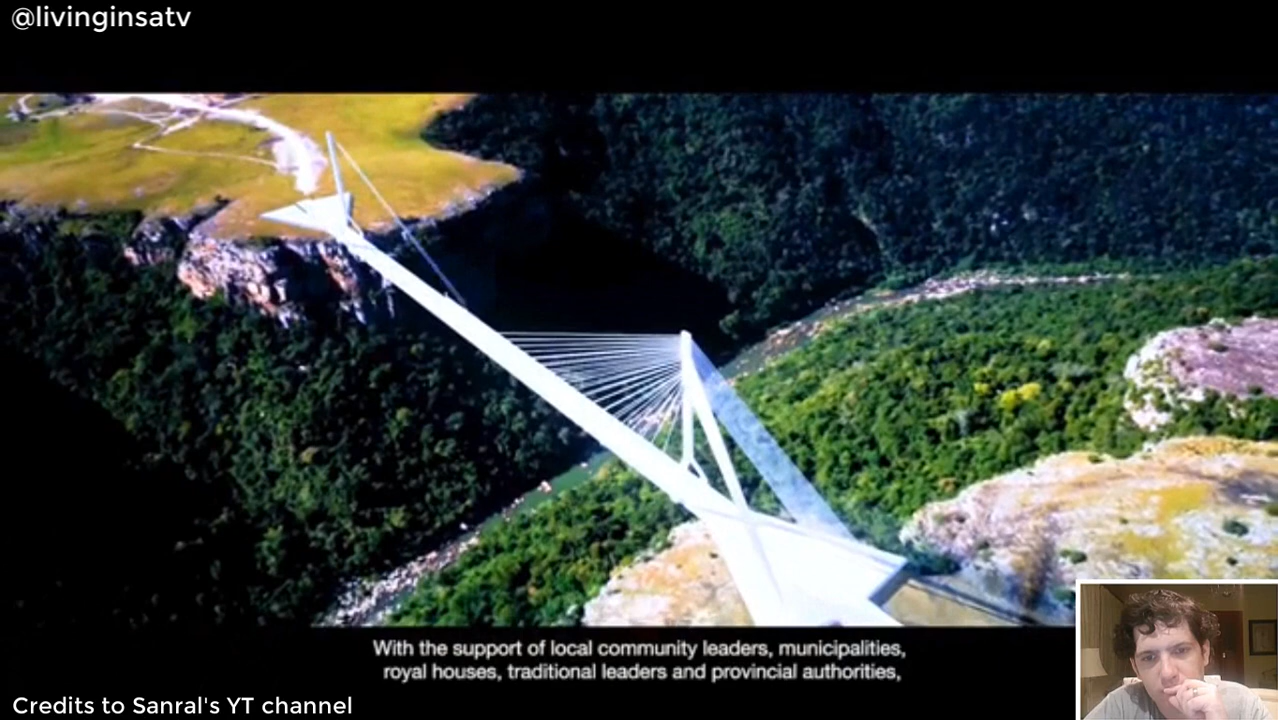 @livinginsatv
With the support of local community leaders, municipalities,
royal houses, traditional leaders and provincial authorities,
Credits to Sanral's YT channel